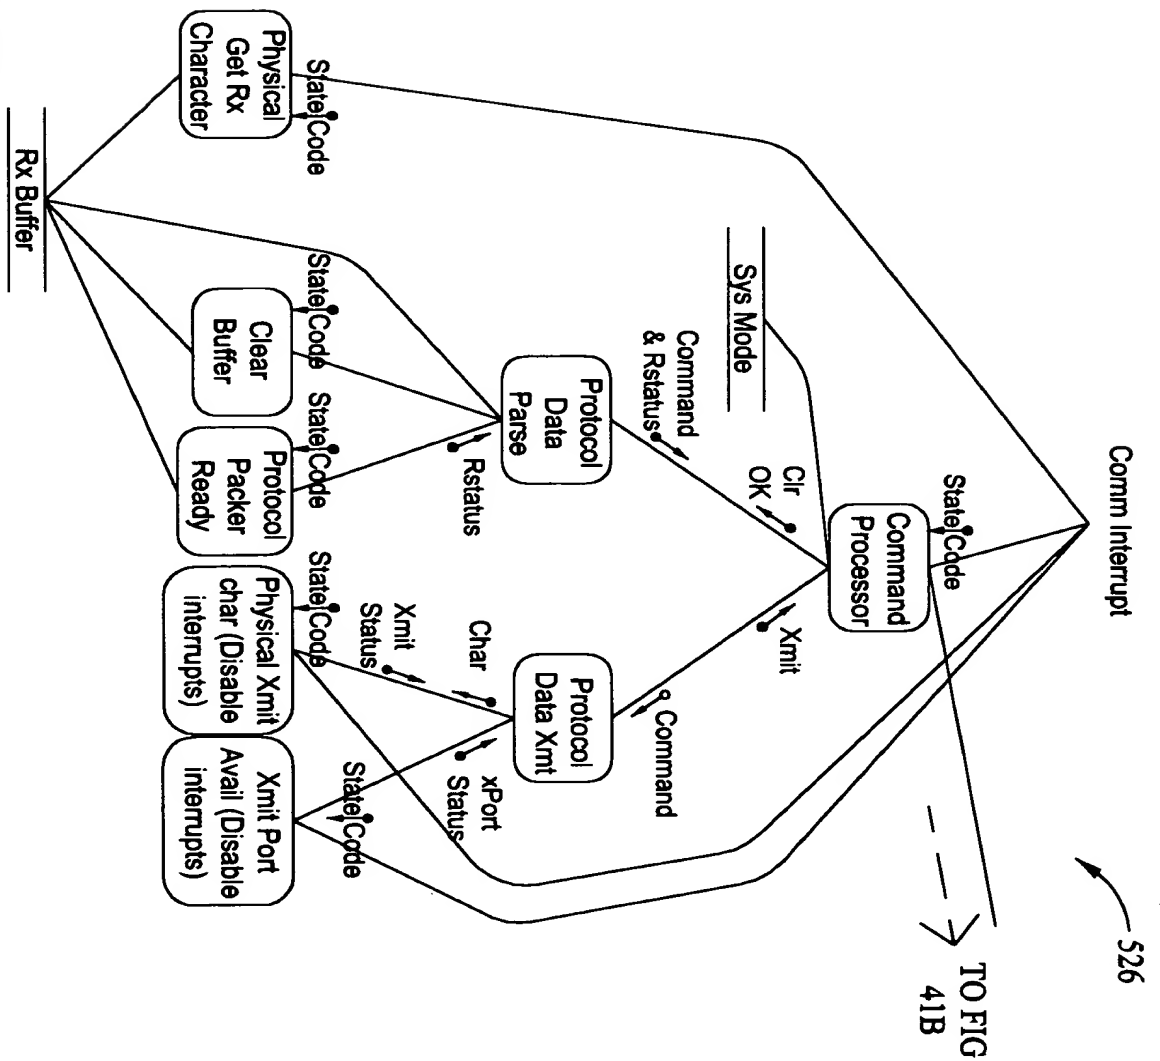 526
TO FIG
41B
Comm Interrupt
State Code
Command
Processor
Sys Mode
Clr
OK
Xmit
Command
& Rstatus
Command
Protocol
Data
Parse
Protocol
Data Xmt
Rstatus
Char
Xmit
Status
xPort
Status
State Code
Physical
Get Rx
Character
State Code
Clear
Buffer
State Code
Protocol
Packer
Ready
State Code
Physical Xmit
char (Disable
interrupts)
State Code
Xmit Port
Avail (Disable
interrupts)
Rx Buffer